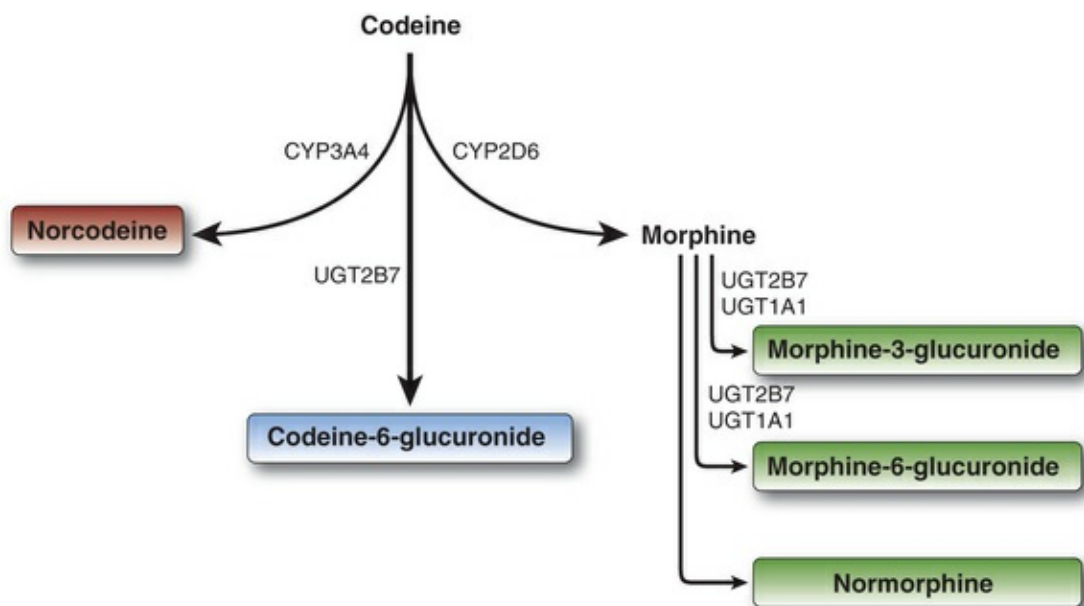 Codeine
CYP3A4
CYP2D6
Norcodeine
Morphine
UGT2B7
UGT2B7
UGT1A1
Morphine-3-glucuronide
UGT2B7
UGT1A1
Codeine-6-glucuronide
Morphine-6-glucuronide
Normorphine